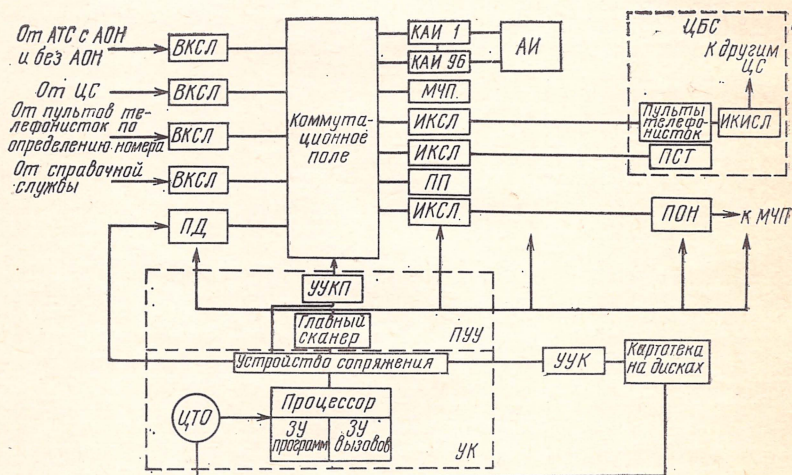 От АТС с АОН
и без АОН
ВКСЛ
От ЦС
ВКСЛ
От пультов те-
лефонисток по
определению номера
ВКСЛ
От справочной
службы
ВКСЛ
ПД
Коммута-
ционное
поле
КАИ 1
КАИ 96
АИ
МЧП.
ИКСЛ
ИКСЛ
ПП
ИКСЛ.
ЦБС
К другим
ЦС
Пульты
телефо-
нисток
ИКИСЛ
ПСТ
ПОН
к МЧП
УУКП
Главный
сканер
ПУУ
Устройство сопряжения
УУК
Картотека
на дисках
ЦТО
Процессор
ЗУ
программ
ЗУ
вызовов
УК